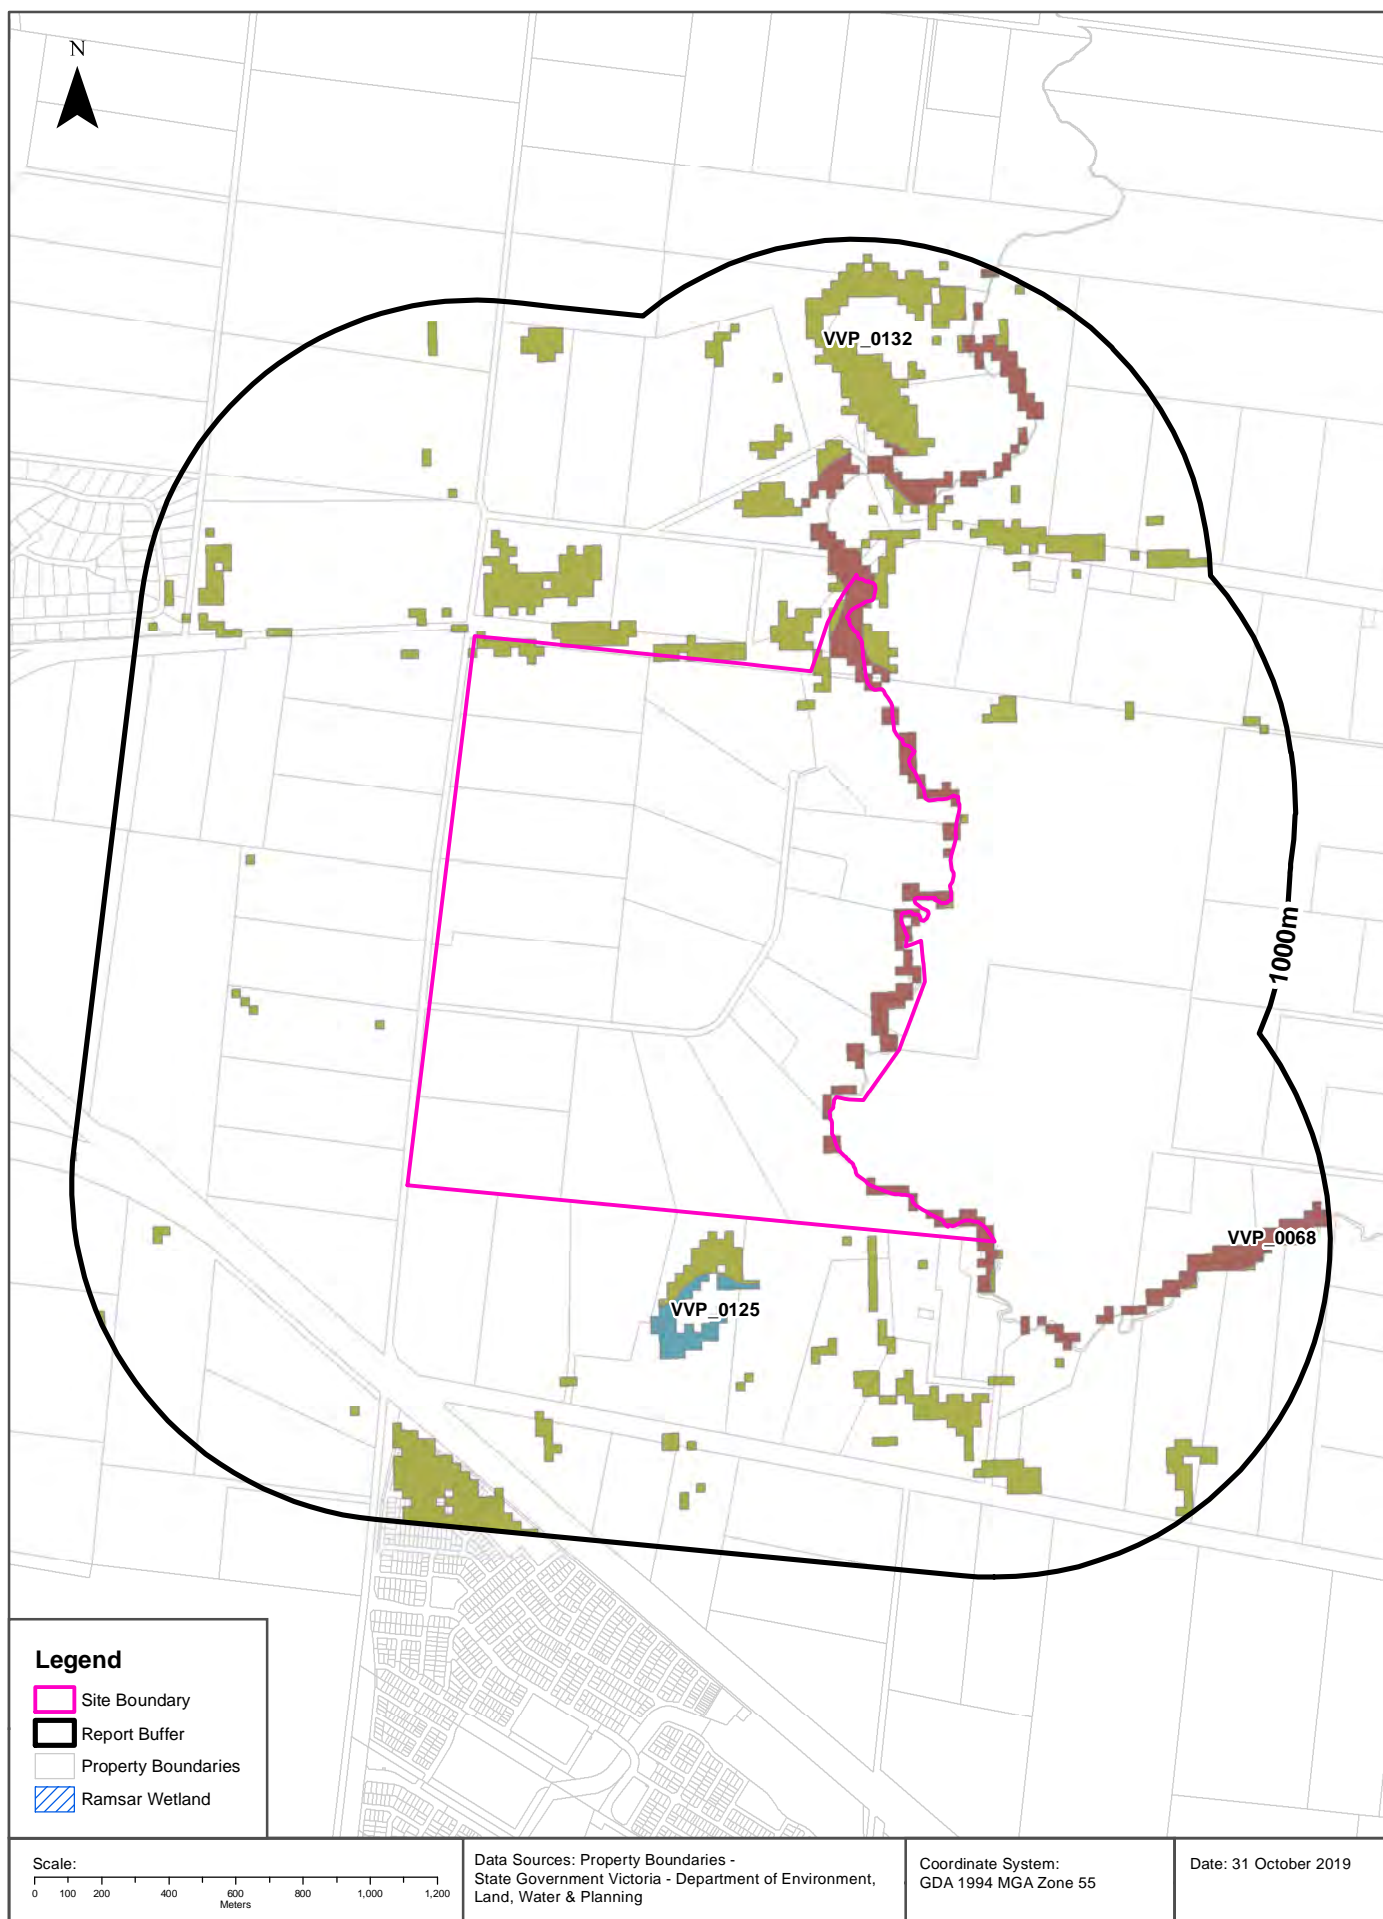 N
VVP_0132
1000m
VVP_0068
VVP_0125
Legend
Site Boundary
Report Buffer
Property Boundaries
Ramsar Wetland
Scale:
0 100 200 400 600 800 1,000 1,200
Meters
Data Sources: Property Boundaries -
State Government Victoria - Department of Environment,
Land, Water & Planning
Coordinate System:
GDA 1994 MGA Zone 55
Date: 31 October 2019